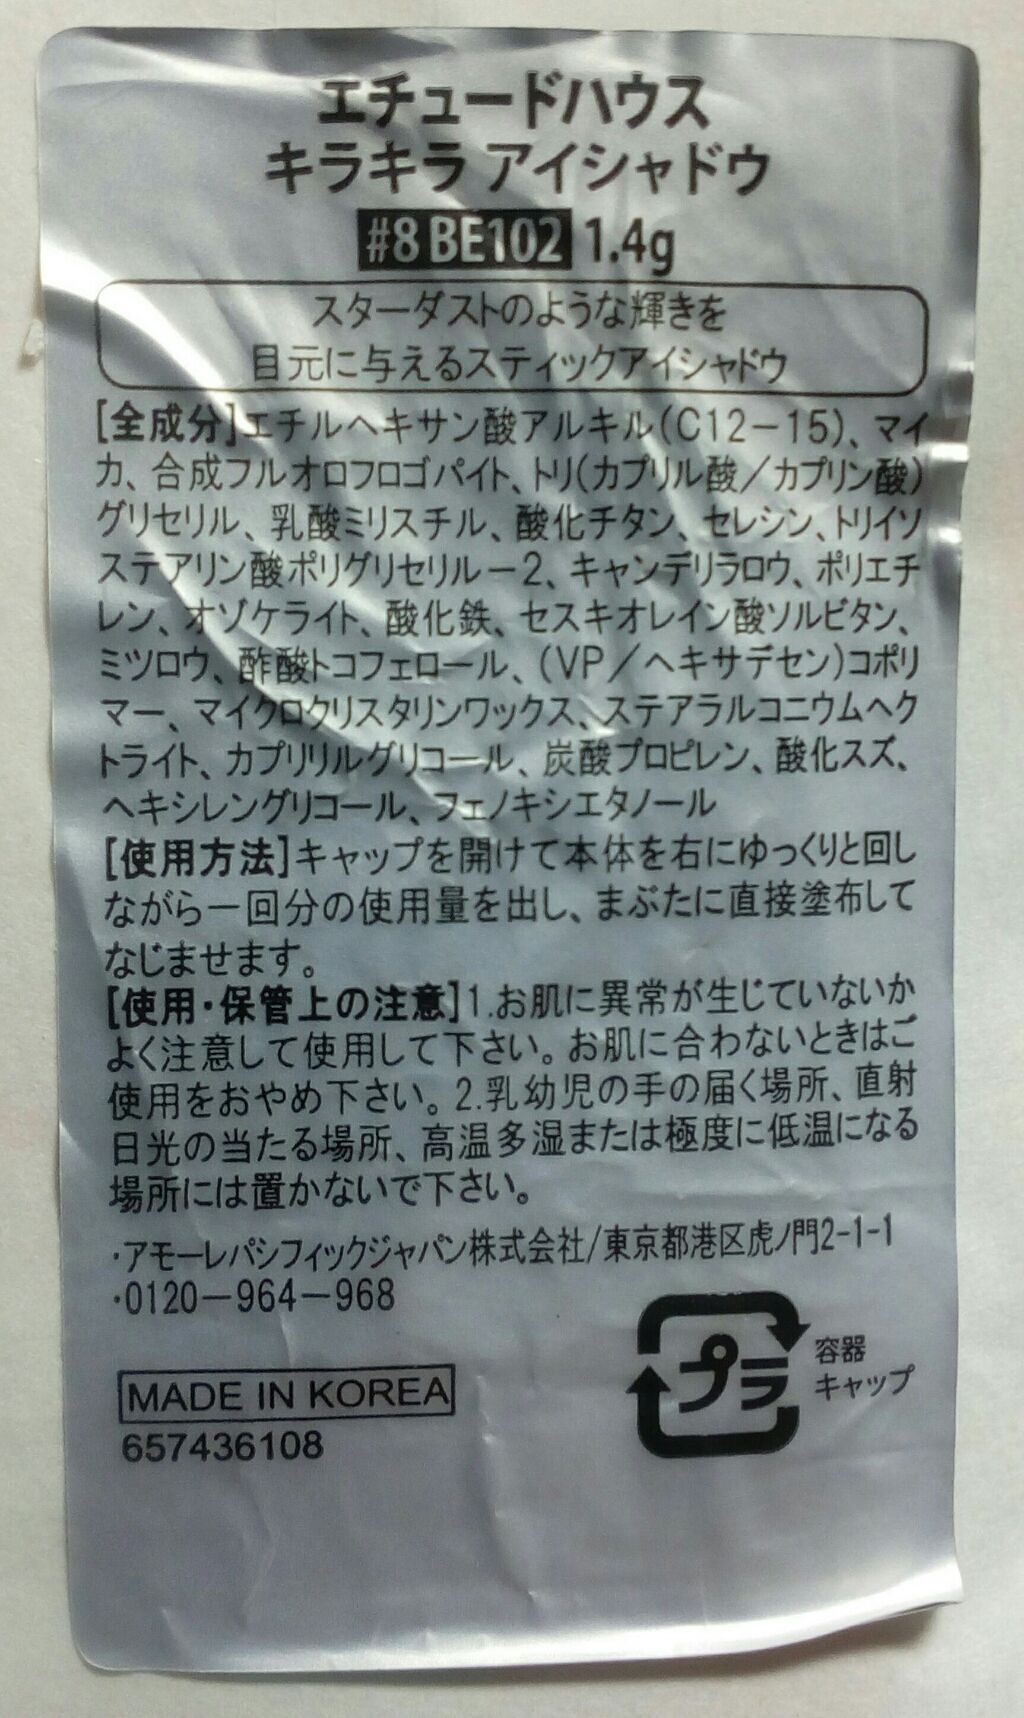 エチュードハウス
キラキラ アイシャドウ
#8 BE102 1.4g
スターダストのような輝きを
目元に与えるスティックアイシャドウ
[全成分]エチルヘキサン酸アルキル(C12－15)、マイ
カ、合成フルオロフロゴパイト、トリ(カプリル酸／カプリン酸)
グリセリル、乳酸ミリスチル、酸化チタン、セレシン、トリイソ
ステアリン酸ポリグリセリル－2、キャンデリラロウ、ポリエチ
レン、オゾケライト、酸化鉄、セスキオレイン酸ソルビタン、
ミツロウ、酢酸トコフェロール、(VP／ヘキサデセン)コポリ
マー、マイクロクリスタリンワックス、ステアラルコニウムヘク
トライト、カプリリルグリコール、炭酸プロピレン、酸化スズ、
ヘキシレングリコール、フェノキシエタノール
[使用方法]キャップを開けて本体を右にゆっくりと回し
ながら一回分の使用量を出し、まぶたに直接塗布して
なじませます。
[使用・保管上の注意]1.お肌に異常が生じていないか
よく注意して使用して下さい。お肌に合わないときはご
使用をおやめ下さい。2.乳幼児の手の届く場所、直射
日光の当たる場所、高温多湿または極度に低温になる
場所には置かないで下さい。
・アモーレパシフィックジャパン株式会社/東京都港区虎ノ門2-1-1
・0120－964－968
プラ
容器
キャップ
MADE IN KOREA
657436108